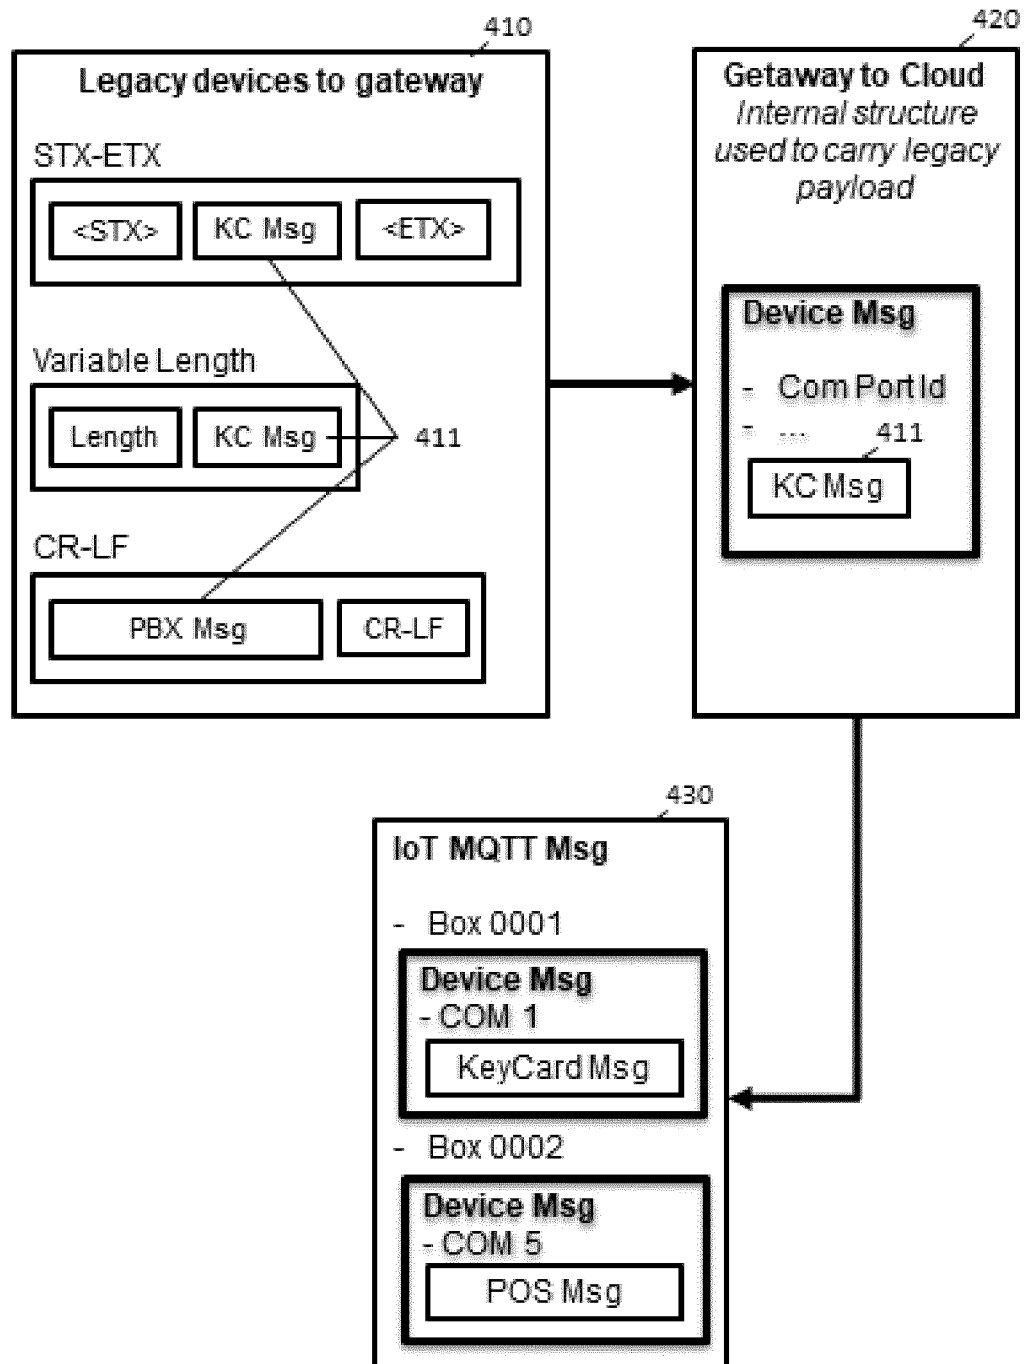 410
Legacy devices to gateway
STX-ETX
<STX> KC Msg <ETX>
Variable Length
Length KC Msg 411
CR-LF
PBX Msg CR-LF
420
Getaway to Cloud
Internal structure
used to carry legacy
payload
Device Msg
- Com Port Id
- ...
411
KC Msg
430
IoT MQTT Msg
- Box 0001
Device Msg
- COM 1
KeyCard Msg
- Box 0002
Device Msg
- COM 5
POS Msg